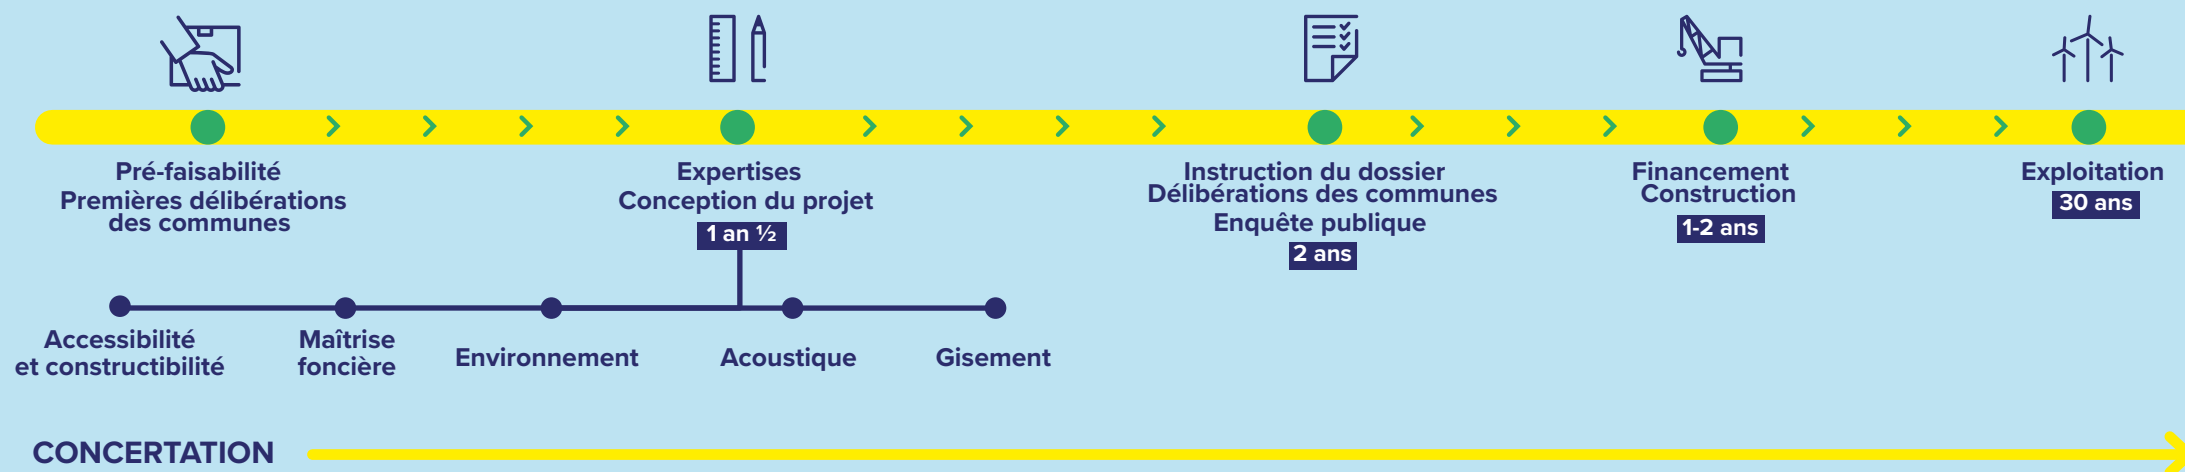 Pré-faisabilité
Premières délibérations
des communes
Expertises
Conception du projet
1 an ½
Instruction du dossier
Délibérations des communes
Enquête publique
2 ans
Financement
Construction
1-2 ans
Exploitation
30 ans
Accessibilité
et constructibilité
Maîtrise
foncière
Environnement
Acoustique
Gisement
CONCERTATION